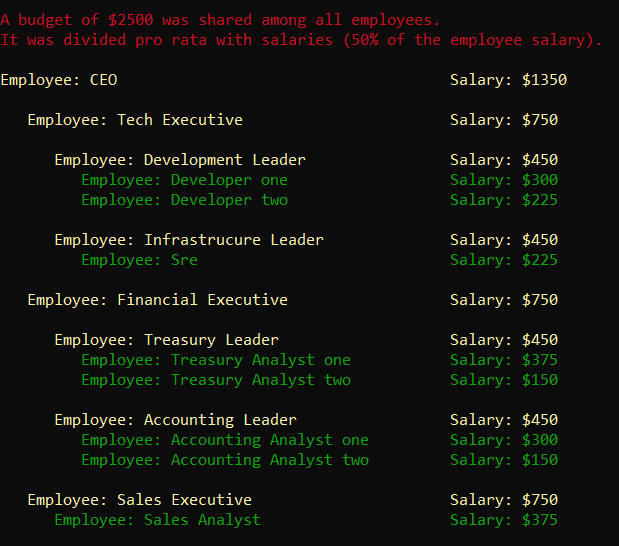 A budget of $2500 was shared among all employees.
It was divided pro rata with salaries (50% of the employee salary).
Employee: CEO Salary: $1350
Employee: Tech Executive Salary: $750
Employee: Development Leader Salary: $450
Employee: Developer one Salary: $300
Employee: Developer two Salary: $225
Employee: Infrastrucure Leader Salary: $450
Employee: Sre Salary: $225
Employee: Financial Executive Salary: $750
Employee: Treasury Leader Salary: $450
Employee: Treasury Analyst one Salary: $375
Employee: Treasury Analyst two Salary: $150
Employee: Accounting Leader Salary: $450
Employee: Accounting Analyst one Salary: $300
Employee: Accounting Analyst two Salary: $150
Employee: Sales Executive Salary: $750
Employee: Sales Analyst Salary: $375